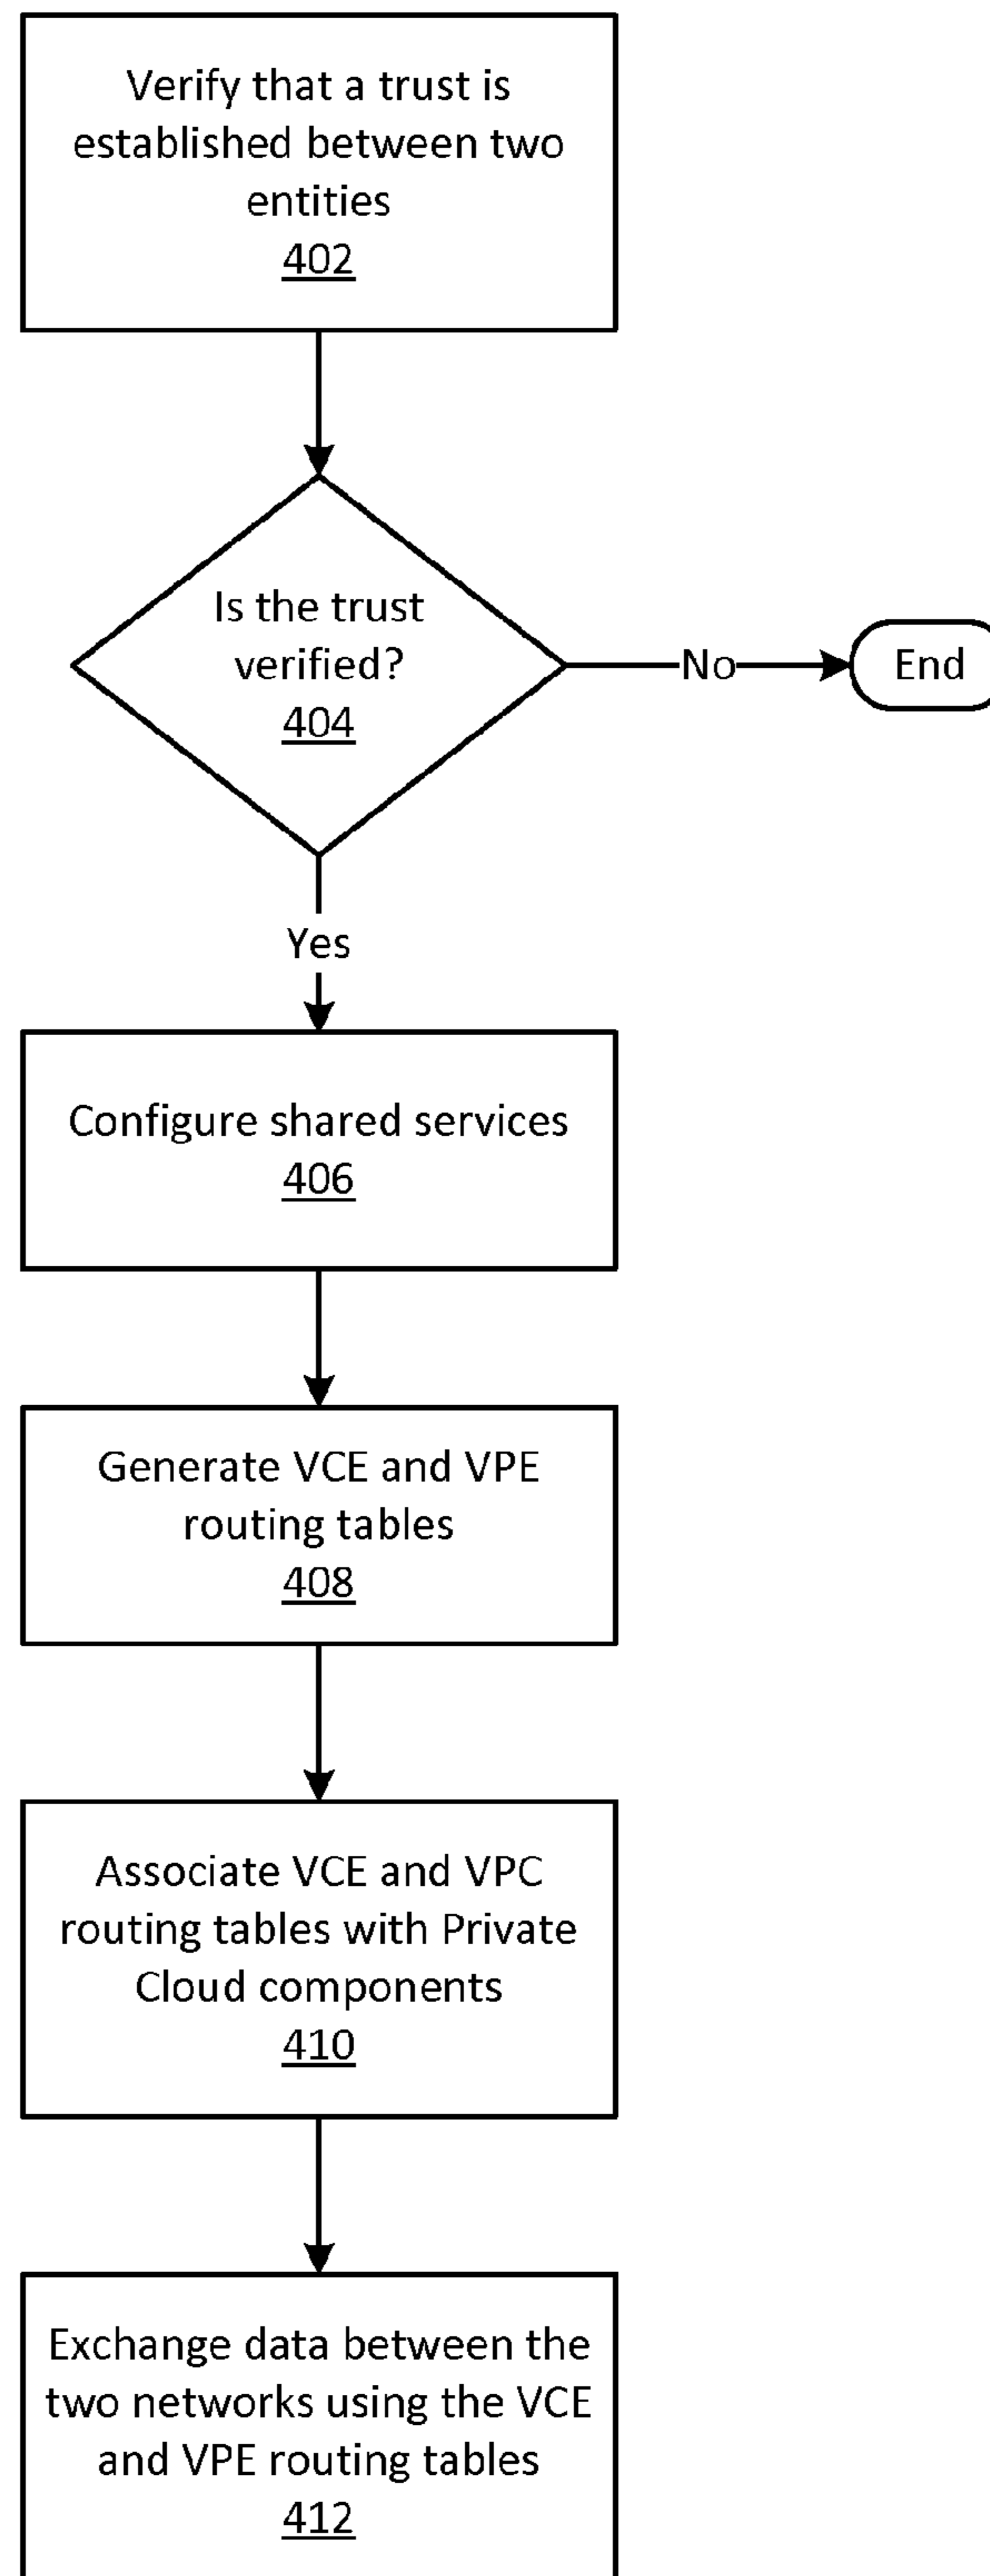 Verify that a trust is
established between two
entities
402
Is the trust
verified?
404
No
End
Yes
Configure shared services
406
Generate VCE and VPE
routing tables
408
Associate VCE and VPC
routing tables with Private
Cloud components
410
Exchange data between the
two networks using the VCE
and VPE routing tables
412